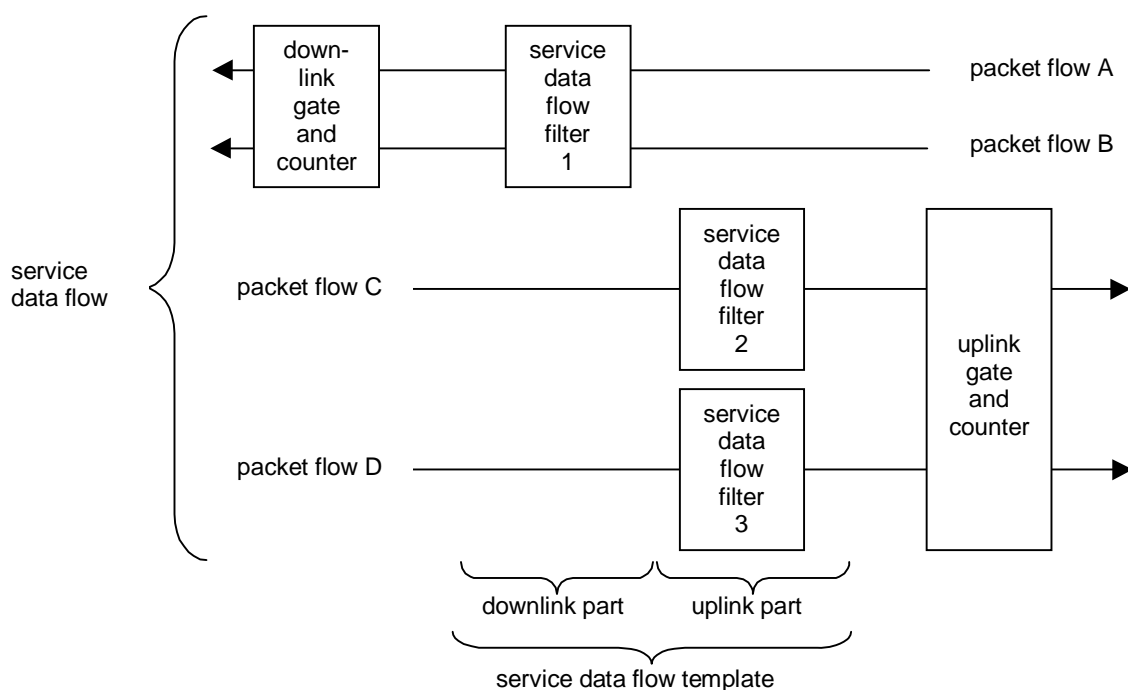 down-
link
gate
and
counter
service
data
flow
filter
1
packet flow A
packet flow B
service
data flow
packet flow C
service
data
flow
filter
2
uplink
gate
and
counter
packet flow D
service
data
flow
filter
3
downlink part
uplink part
service data flow template